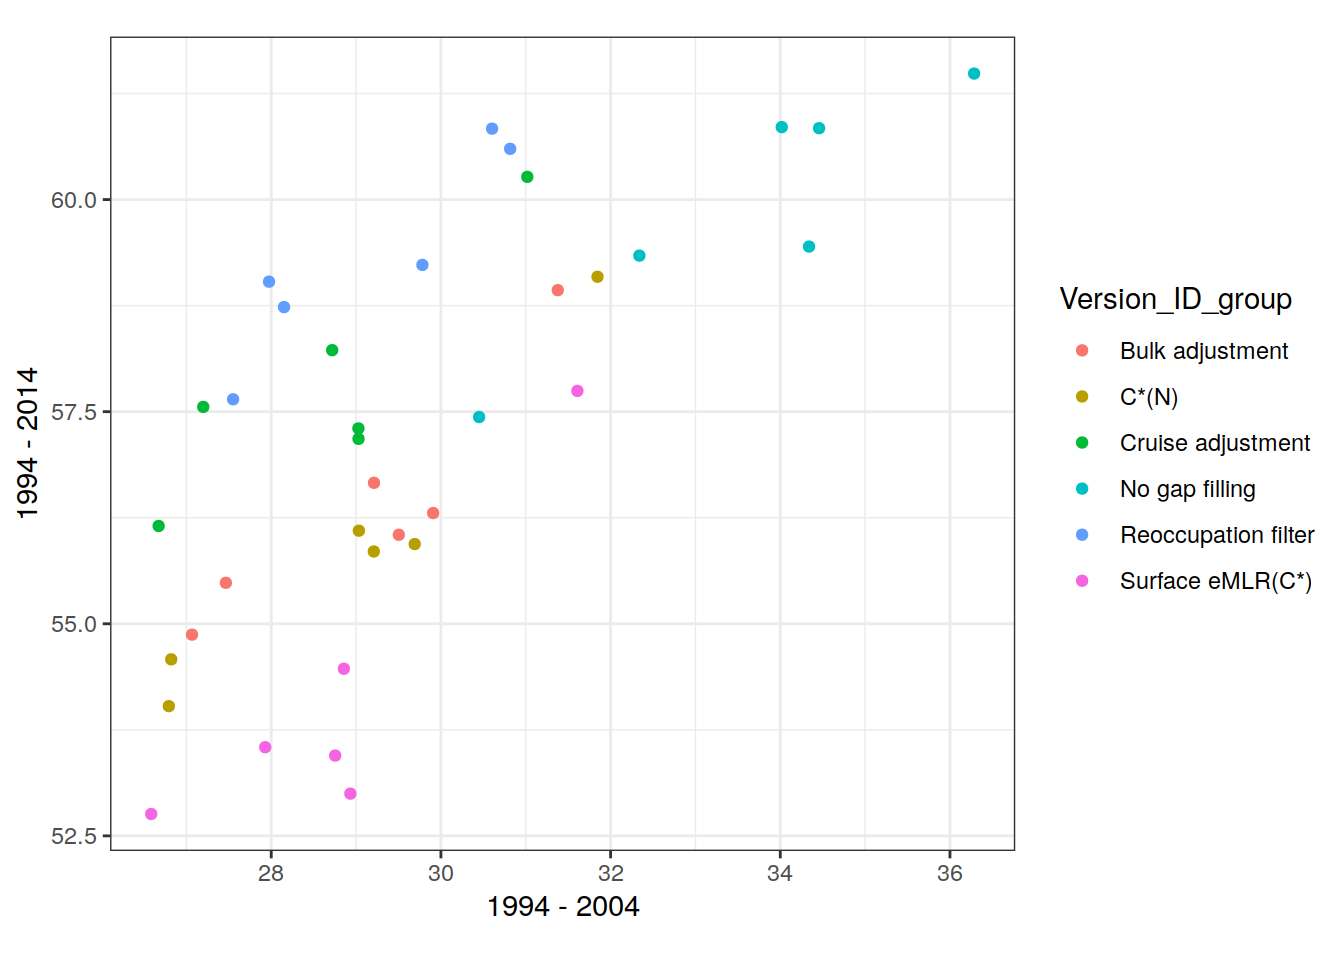 60.0
57.5
55.0
52.5
28 30 32 34 36
1994 - 2004
1994 - 2014
Version_ID_group
Bulk adjustment
C*(N)
Cruise adjustment
No gap filling
Reoccupation filter
Surface eMLR(C*)